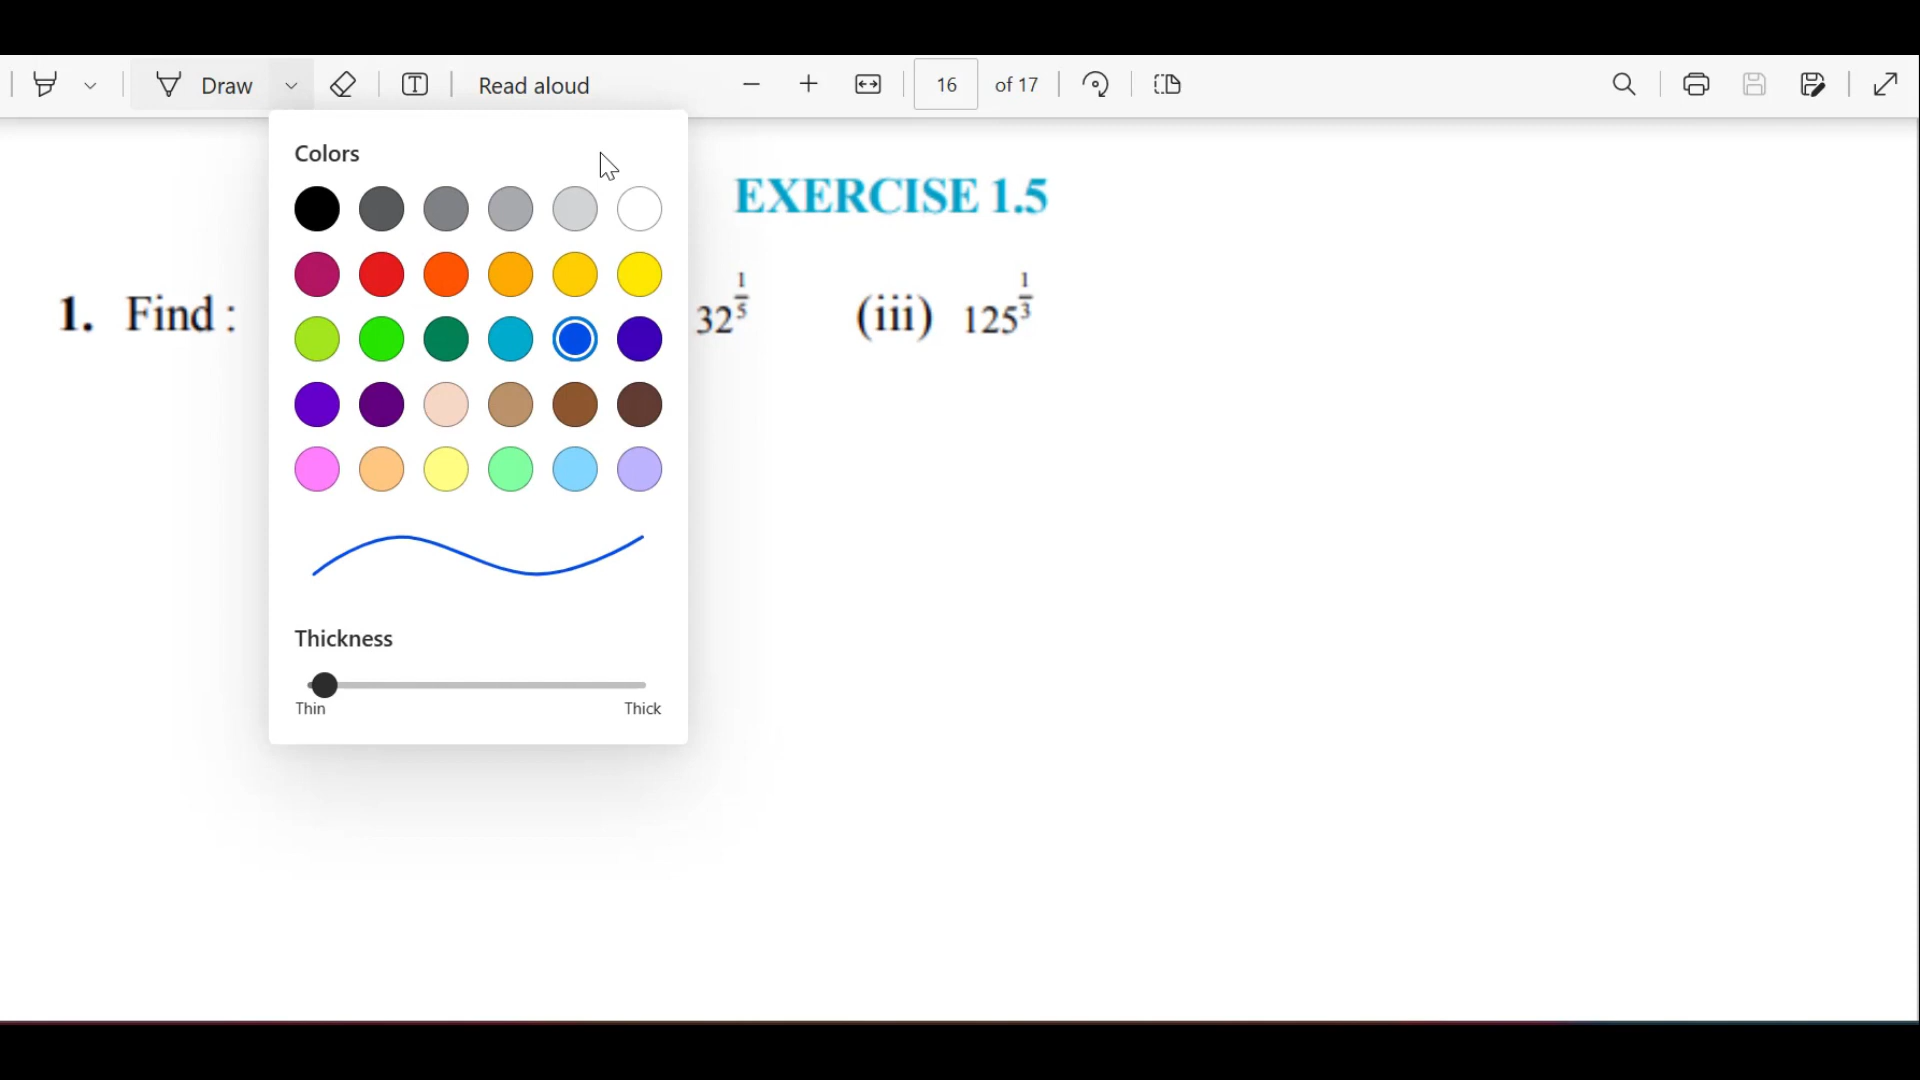 Draw
Read aloud
16 of 17
Colors
EXERCISE 1.5
1. Find : 32^{1/5} (iii) 125^{1/3}
Thickness
Thin Thick